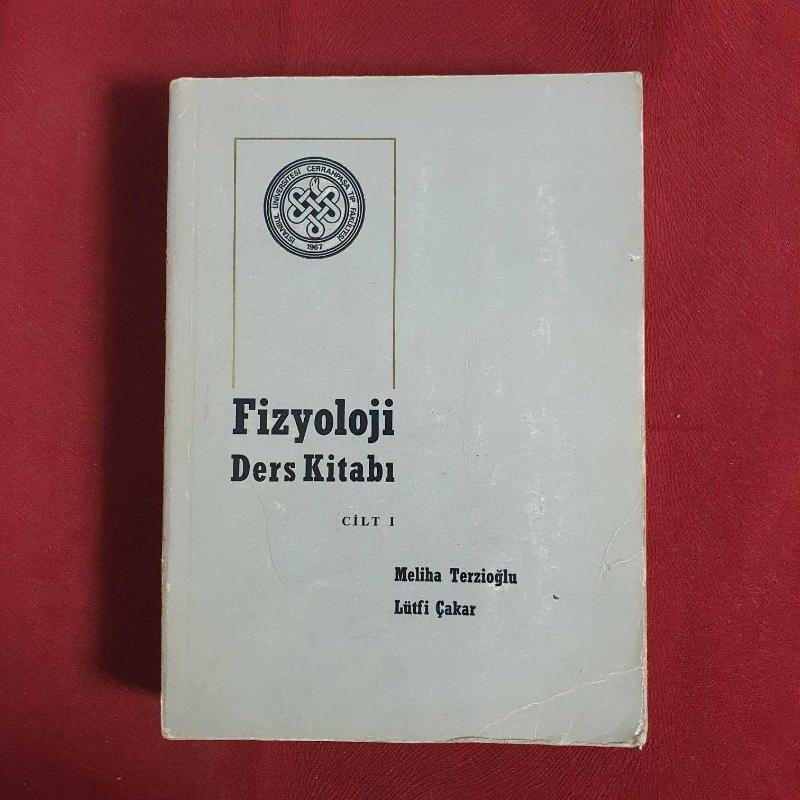 İSTANBUL ÜNİVERSİTESİ CERRAHPAŞA TIP FAKÜLTESİ
1967
Fizyoloji
Ders Kitabı
CİLT I
Meliha Terzioğlu
Lütfi Çakar